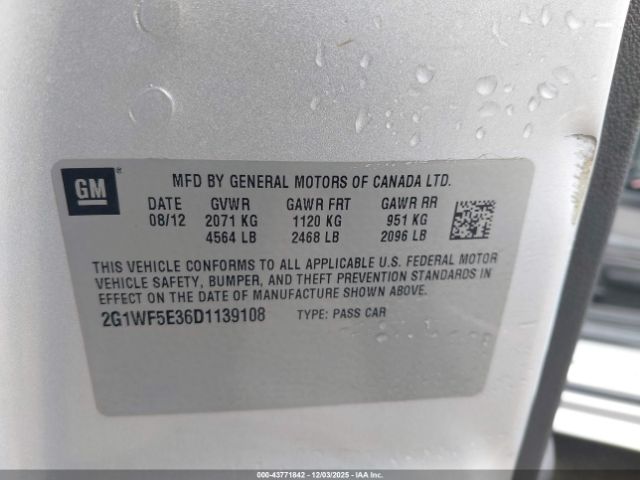 GM
MFD BY GENERAL MOTORS OF CANADA LTD.
DATE GVWR GAWR FRT GAWR RR
08/12 2071 KG 1120 KG 951 KG
4564 LB 2468 LB 2096 LB
THIS VEHICLE CONFORMS TO ALL APPLICABLE U.S. FEDERAL MOTOR
VEHICLE SAFETY, BUMPER, AND THEFT PREVENTION STANDARDS IN
EFFECT ON THE DATE OF MANUFACTURE SHOWN ABOVE.
2G1WF5E36D1139108 TYPE: PASS CAR
000-43771842 - 12/03/2025 - IAA, Inc.